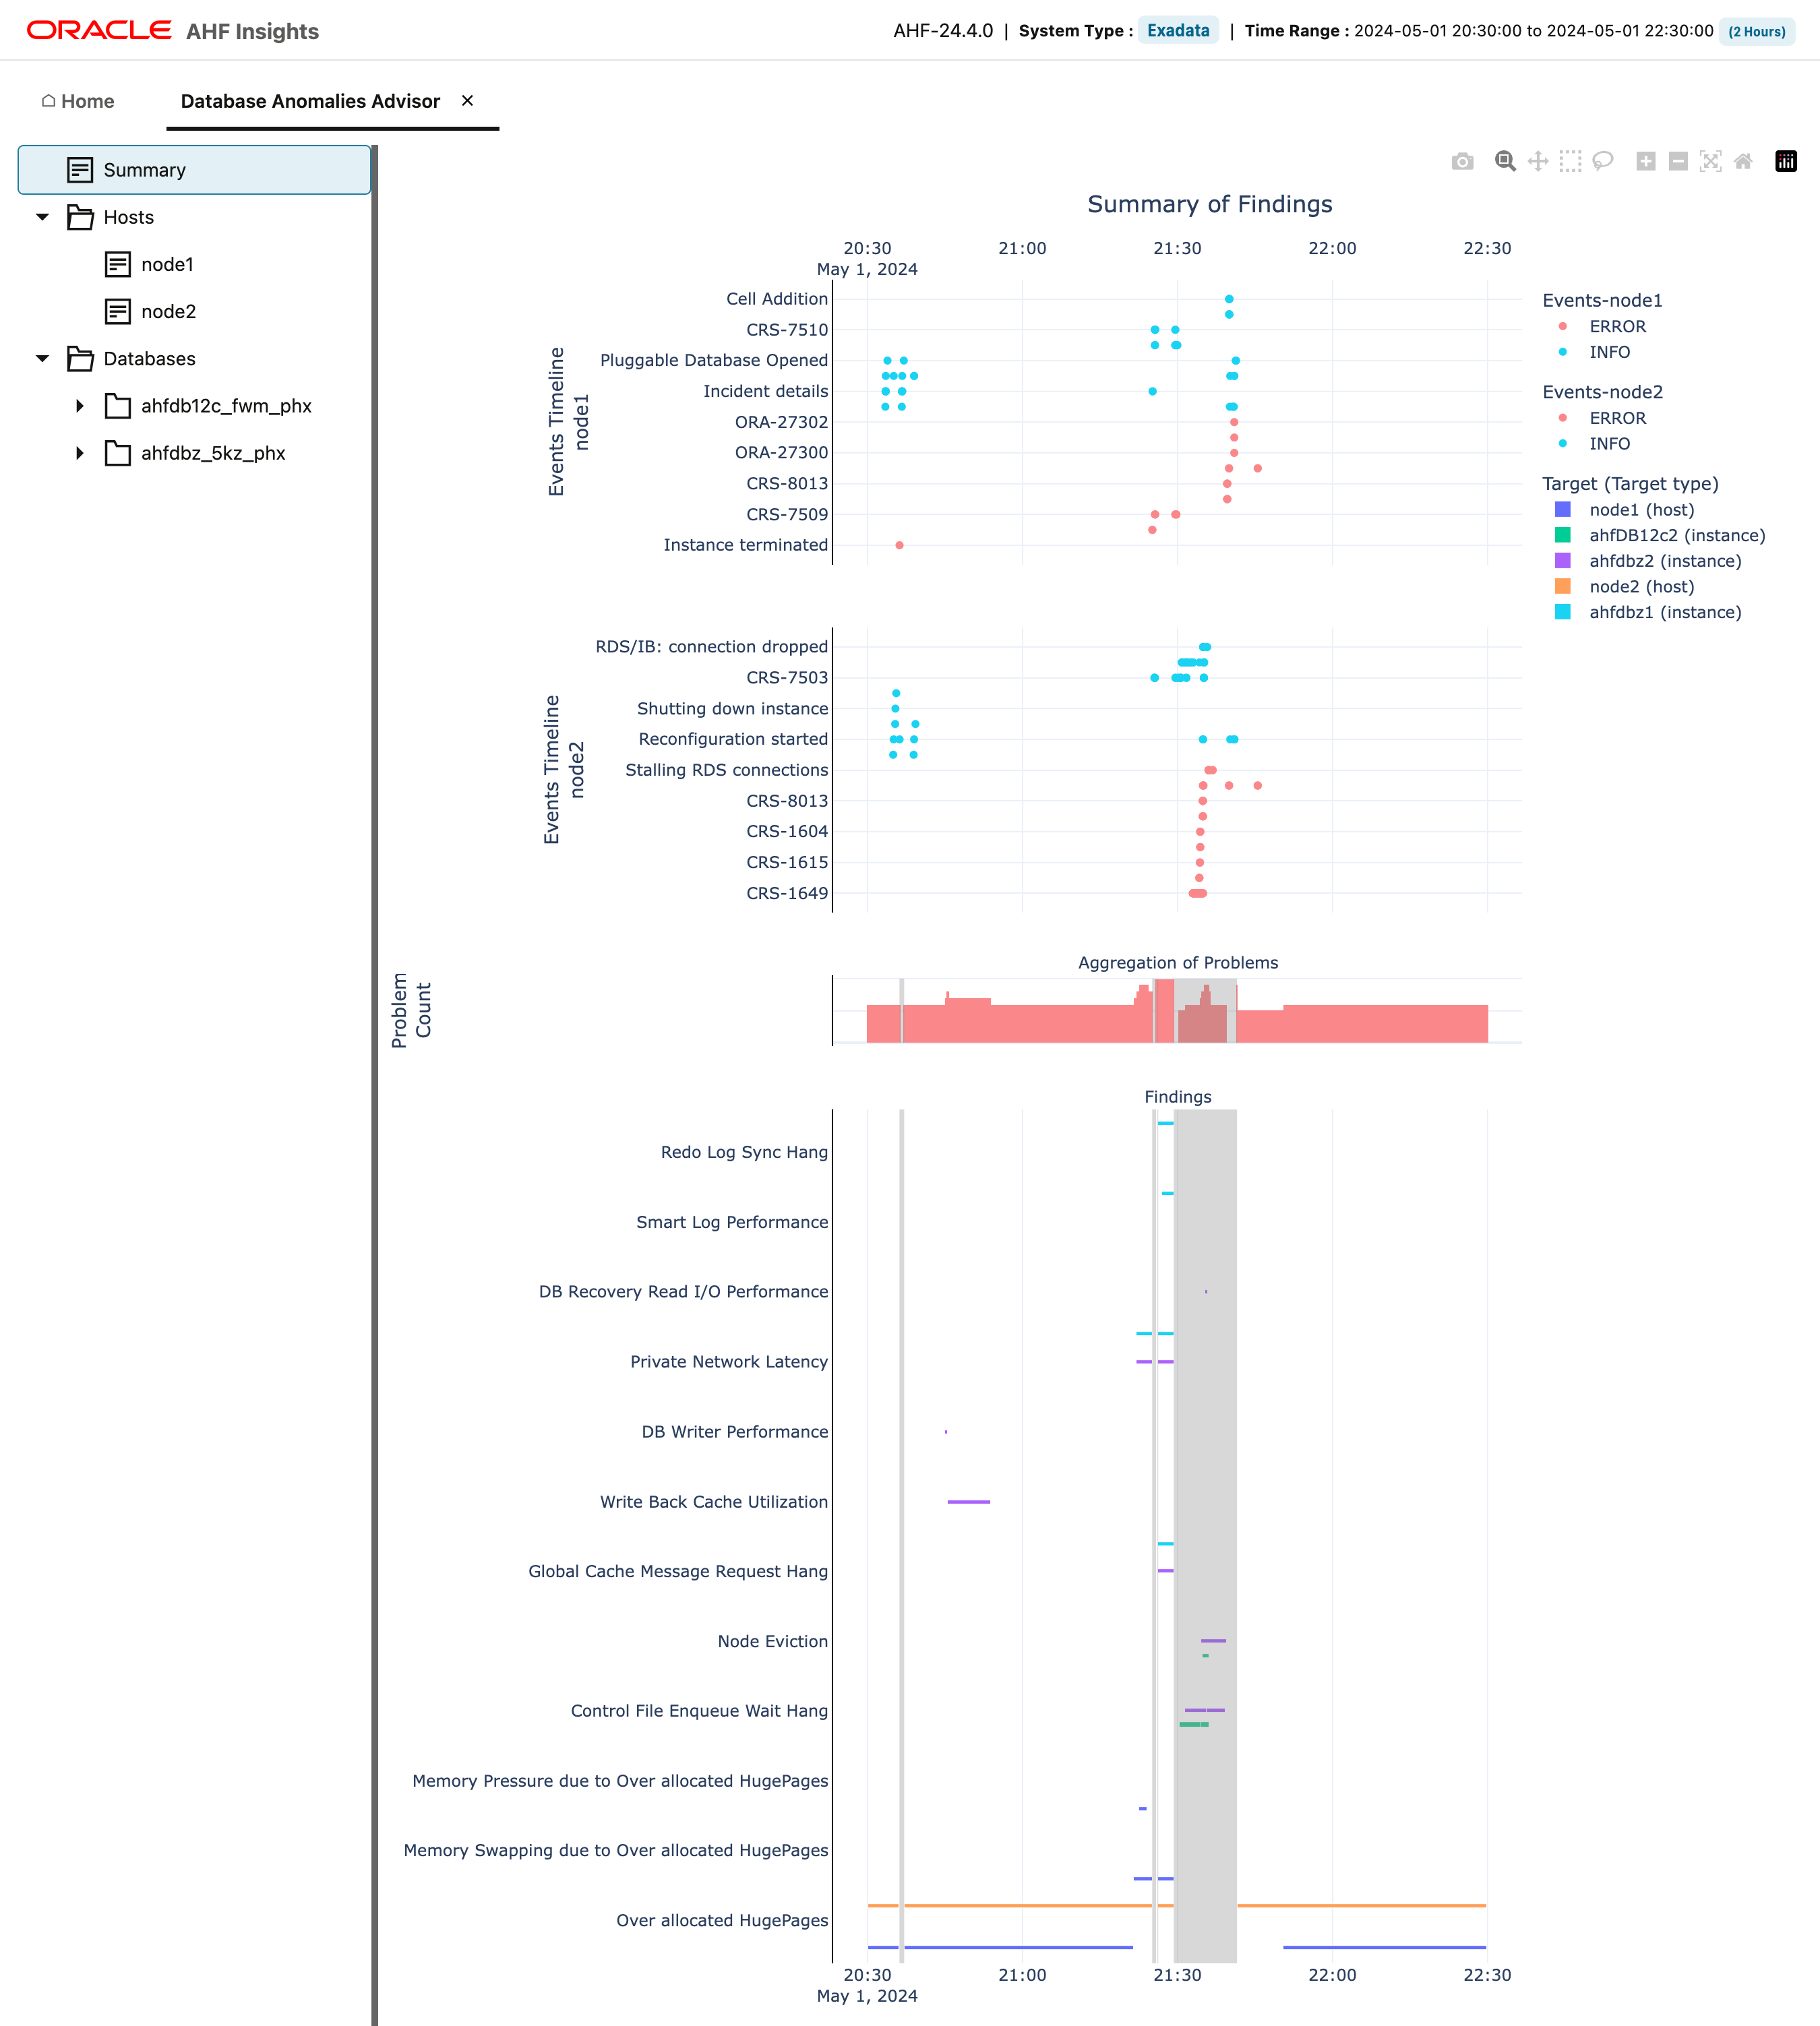 ORACLE AHF Insights
AHF-24.4.0 | System Type : Exadata | Time Range : 2024-05-01 20:30:00 to 2024-05-01 22:30:00 (2 Hours)
Home
Database Anomalies Advisor ×
Summary
Hosts
node1
node2
Databases
ahfdb12c_fwm_phx
ahfdbz_5kz_phx
Summary of Findings
20:30 21:00 21:30 22:00 22:30
May 1, 2024
Events Timeline
node1
Cell Addition
CRS-7510
Pluggable Database Opened
Incident details
ORA-27302
ORA-27300
CRS-8013
CRS-7509
Instance terminated
Events-node1
ERROR
INFO
Events-node2
ERROR
INFO
Target (Target type)
node1 (host)
ahfDB12c2 (instance)
ahfdbz2 (instance)
node2 (host)
ahfdbz1 (instance)
Events Timeline
node2
RDS/IB: connection dropped
CRS-7503
Shutting down instance
Reconfiguration started
Stalling RDS connections
CRS-8013
CRS-1604
CRS-1615
CRS-1649
Aggregation of Problems
Problem
Count
Findings
Redo Log Sync Hang
Smart Log Performance
DB Recovery Read I/O Performance
Private Network Latency
DB Writer Performance
Write Back Cache Utilization
Global Cache Message Request Hang
Node Eviction
Control File Enqueue Wait Hang
Memory Pressure due to Over allocated HugePages
Memory Swapping due to Over allocated HugePages
Over allocated HugePages
20:30 21:00 21:30 22:00 22:30
May 1, 2024